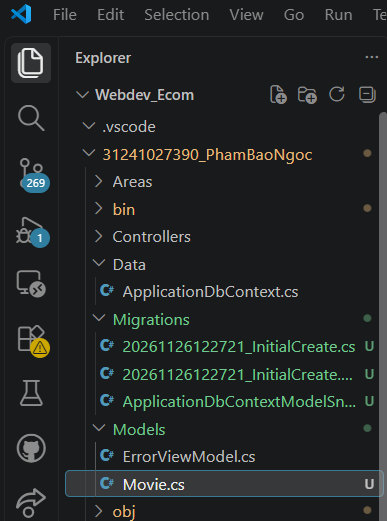 File Edit View Go Run Te
Explorer
Webdev_Ecom
.vscode
31241027390_PhamBaoNgoc
Areas
bin
Controllers
Data
C# ApplicationDbContext.cs
Migrations
C# 20261126122721_InitialCreate.cs U
C# 20261126122721_InitialCreate.... U
C# ApplicationDbContextModelSn... U
Models
C# ErrorViewModel.cs
C# Movie.cs U
obj
269
1